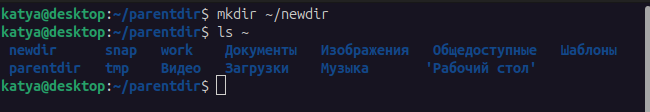 katya@desktop:~/parentdir$ mkdir ~/newdir
katya@desktop:~/parentdir$ ls ~
newdir snap work Документы Изображения Общедоступные Шаблоны
parentdir tmp Видео Загрузки Музыка 'Рабочий стол'
katya@desktop:~/parentdir$